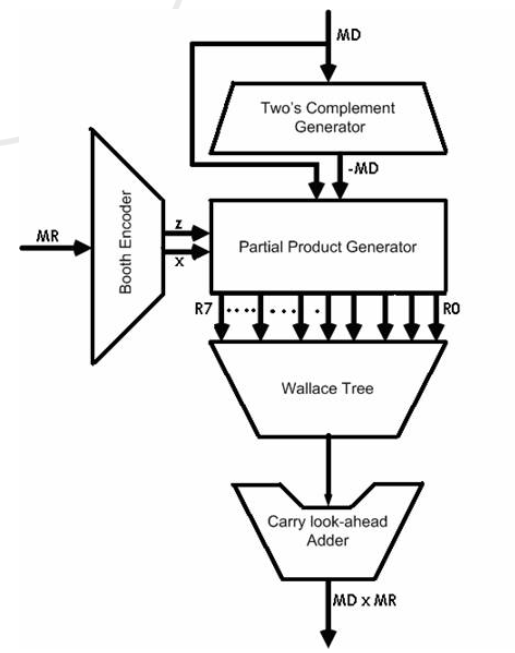 MD
Two's Complement
Generator
-MD
MR
Booth Encoder
z
x
Partial Product Generator
R7
R0
Wallace Tree
Carry look-ahead
Adder
MD x MR